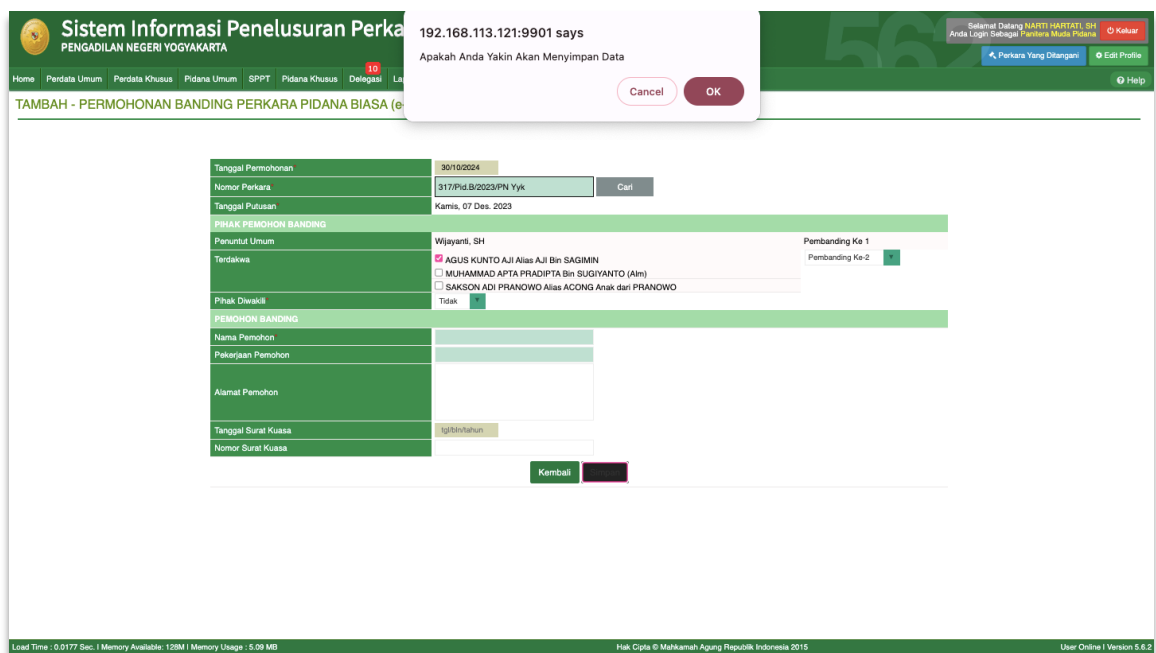 Sistem Informasi Penelusuran Perka
PENGADILAN NEGERI YOGYAKARTA
192.168.113.121:9901 says
Apakah Anda Yakin Akan Menyimpan Data
Cancel OK
562
Selamat Datang NARTI HARTATI, SH
Anda Login Sebagai Panitera Muda Pidana
Keluar
Perkara Yang Ditangani Edit Profile
Home Perdata Umum Perdata Khusus Pidana Umum SPPT Pidana Khusus Delegasi 10 La
Help
TAMBAH - PERMOHONAN BANDING PERKARA PIDANA BIASA (e-
Tanggal Permohonan* 30/10/2024
Nomor Perkara* 317/Pid.B/2023/PN Yyk Cari
Tanggal Putusan Kamis, 07 Des. 2023
PIHAK PEMOHON BANDING
Penuntut Umum Wijayanti, SH Pembanding Ke 1
Terdakwa AGUS KUNTO AJI Alias AJI Bin SAGIMIN Pembanding Ke-2
MUHAMMAD APTA PRADIPTA Bin SUGIYANTO (Alm)
SAKSON ADI PRANOWO Alias ACONG Anak dari PRANOWO
Pihak Diwakili* Tidak
PEMOHON BANDING
Nama Pemohon
Pekerjaan Pemohon
Alamat Pemohon
Tanggal Surat Kuasa tgl/bln/tahun
Nomor Surat Kuasa
Kembali
Load Time : 0.0177 Sec. | Memory Available: 128M | Memory Usage : 5.09 MB
Hak Cipta © Mahkamah Agung Republik Indonesia 2015
User Online | Version 5.6.2